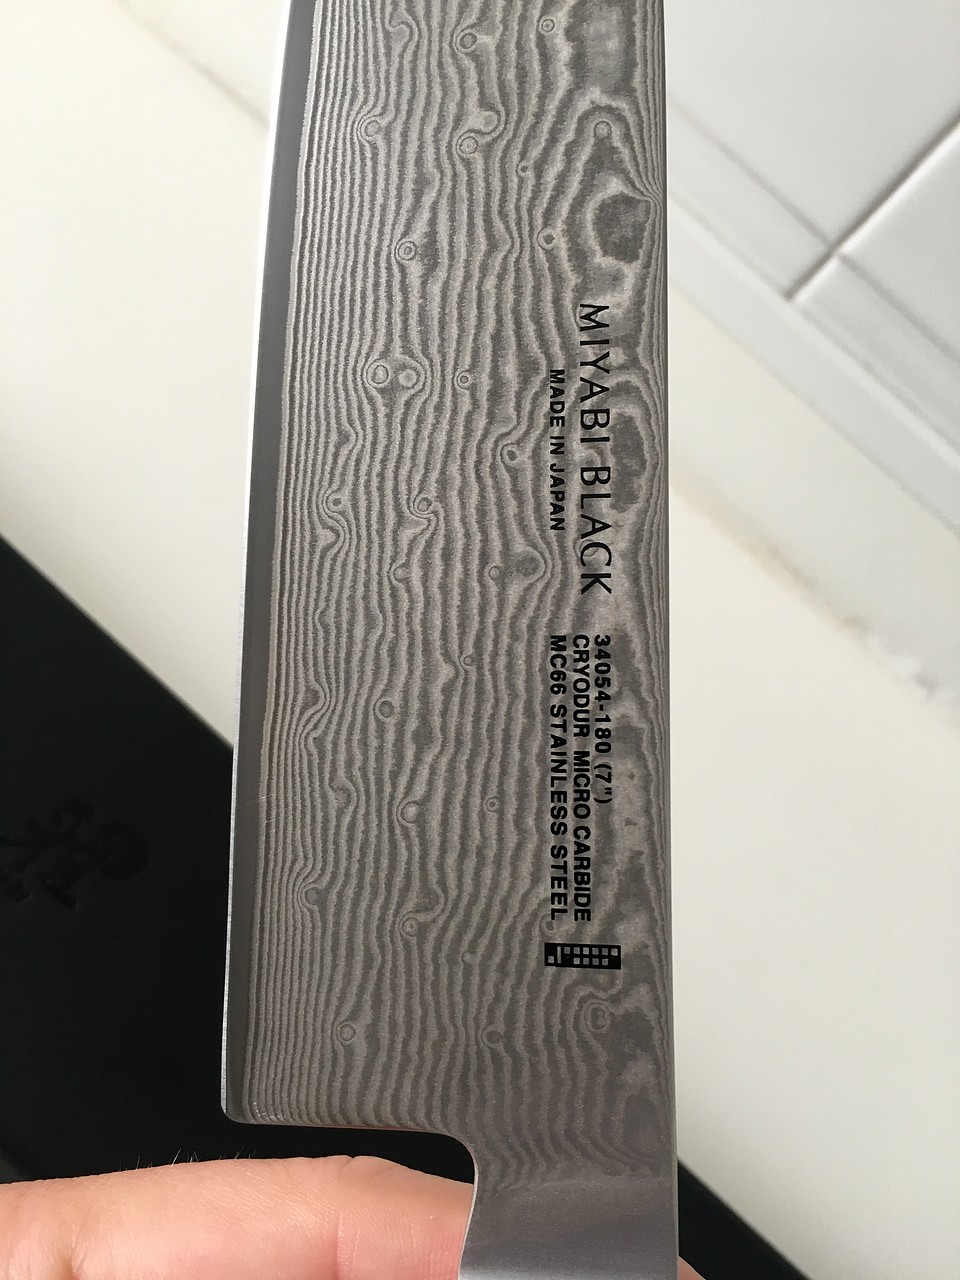 MIYABI BLACK
MADE IN JAPAN
34054-180 (7")
CRYODUR MICRO CARBIDE
MC66 STAINLESS STEEL